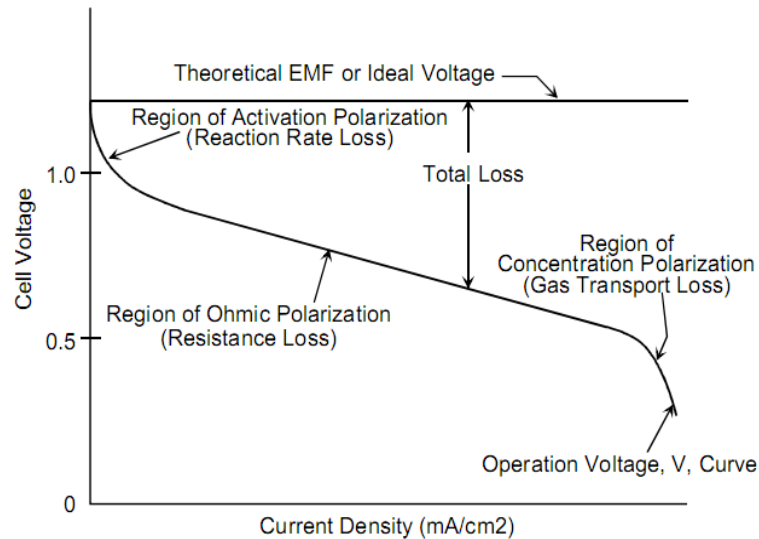 Theoretical EMF or Ideal Voltage
Region of Activation Polarization
(Reaction Rate Loss)
Total Loss
1.0
Region of
Concentration Polarization
(Gas Transport Loss)
Cell Voltage
Region of Ohmic Polarization
(Resistance Loss)
0.5
Operation Voltage, V, Curve
0
Current Density (mA/cm2)